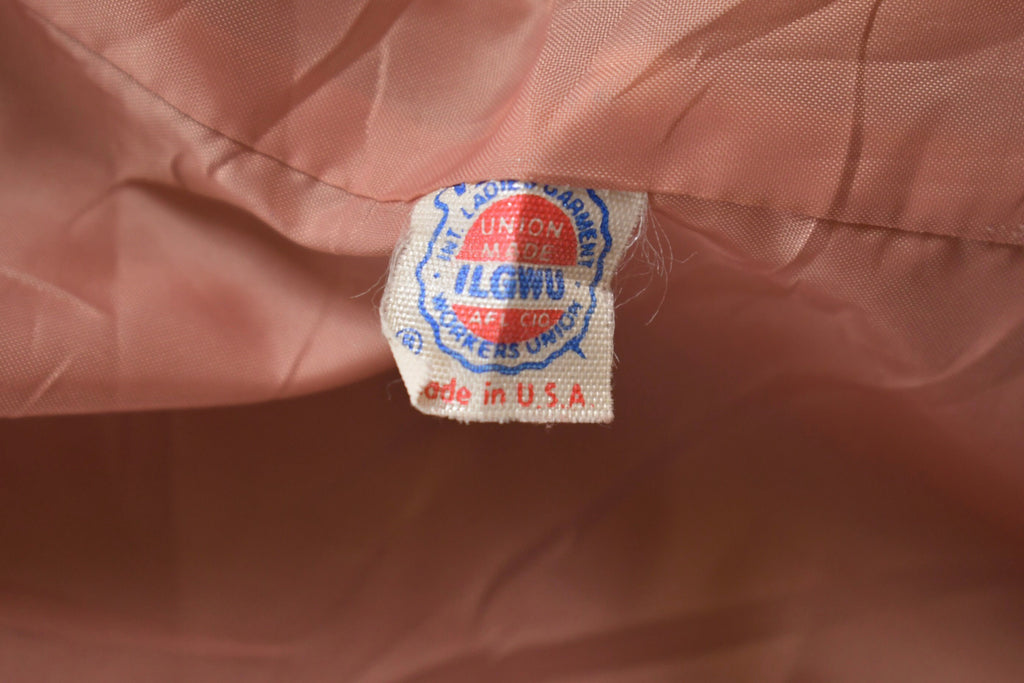 INT. LADIES GARMENT
UNION
MADE
ILGWU
AFL CIO
WORKERS UNION
®
ade in U.S.A